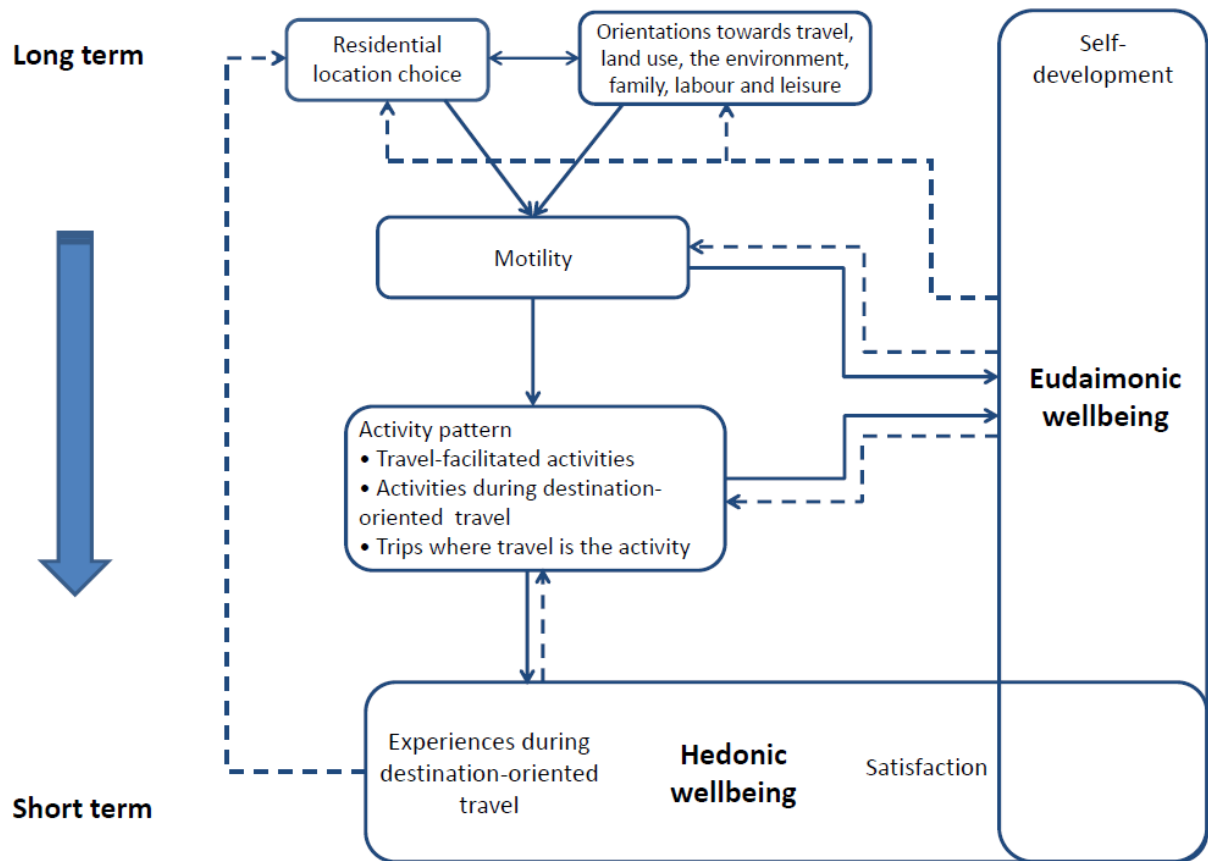 Long term
Residential
location choice
Orientations towards travel,
land use, the environment,
family, labour and leisure
Self-
development
Motility
Eudaimonic
wellbeing
Activity pattern
• Travel-facilitated activities
• Activities during destination-
oriented travel
• Trips where travel is the activity
Experiences during
destination-oriented
travel
Hedonic
wellbeing
Satisfaction
Short term